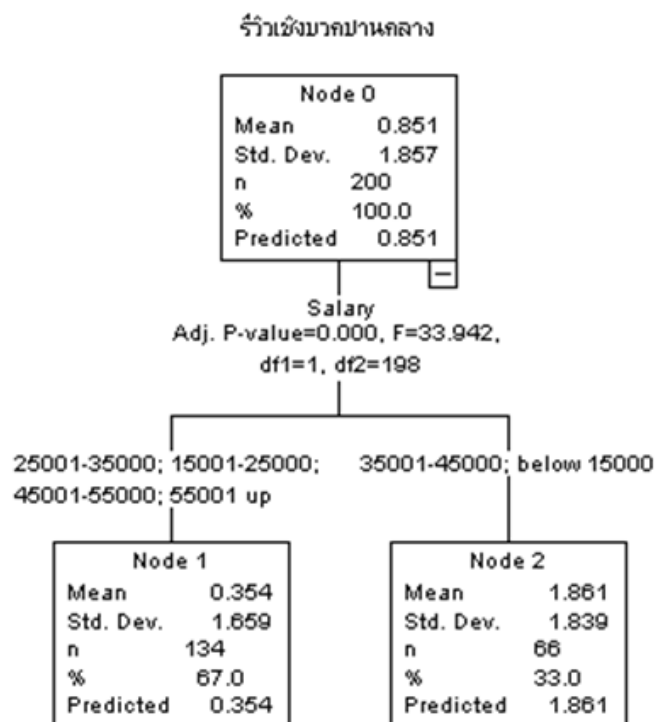 รีวิวเชิงบวกปานกลาง
Node 0
Mean 0.851
Std. Dev. 1.857
n 200
% 100.0
Predicted 0.851
Salary
Adj. P-value=0.000, F=33.942,
df1=1, df2=198
25001-35000; 15001-25000;
45001-55000; 55001 up
35001-45000; below 15000
Node 1
Mean 0.354
Std. Dev. 1.659
n 134
% 67.0
Predicted 0.354
Node 2
Mean 1.861
Std. Dev. 1.839
n 66
% 33.0
Predicted 1.861